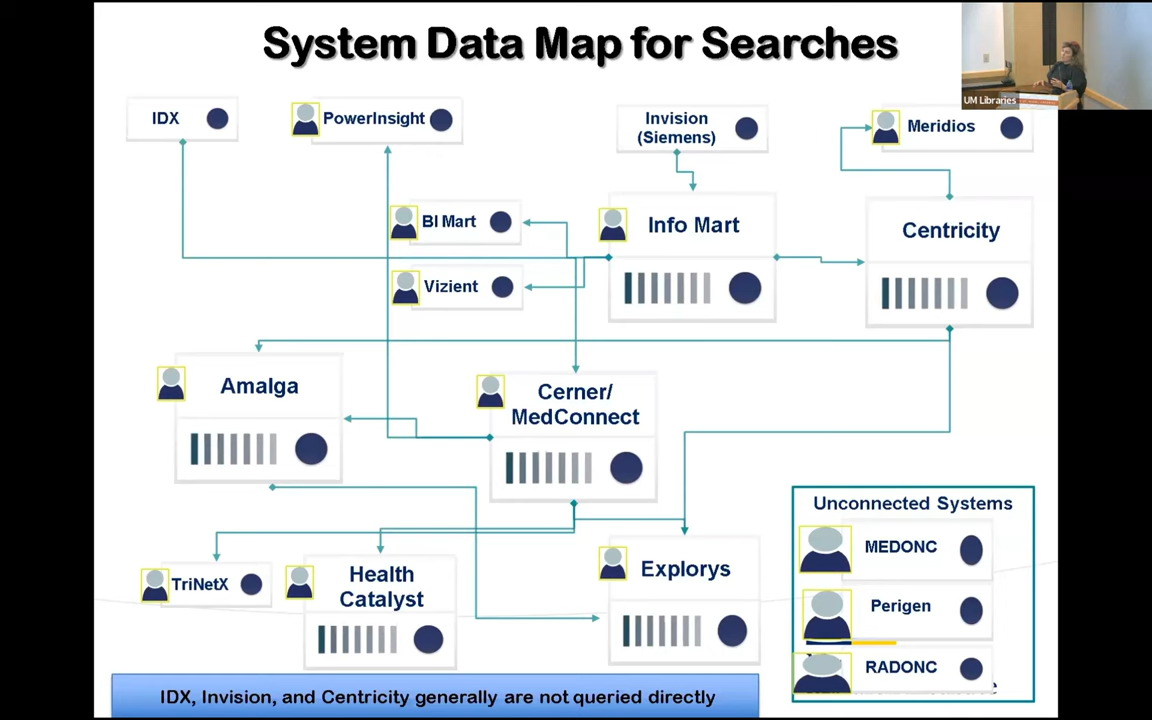 System Data Map for Searches
UM Libraries
IDX
PowerInsight
Invision
(Siemens)
Meridios
BI Mart
Info Mart
Centricity
Vizient
Amalga
Cerner/
MedConnect
Unconnected Systems
MEDONC
Explorys
Health
Catalyst
TriNetX
Perigen
RADONC
IDX, Invision, and Centricity generally are not queried directly